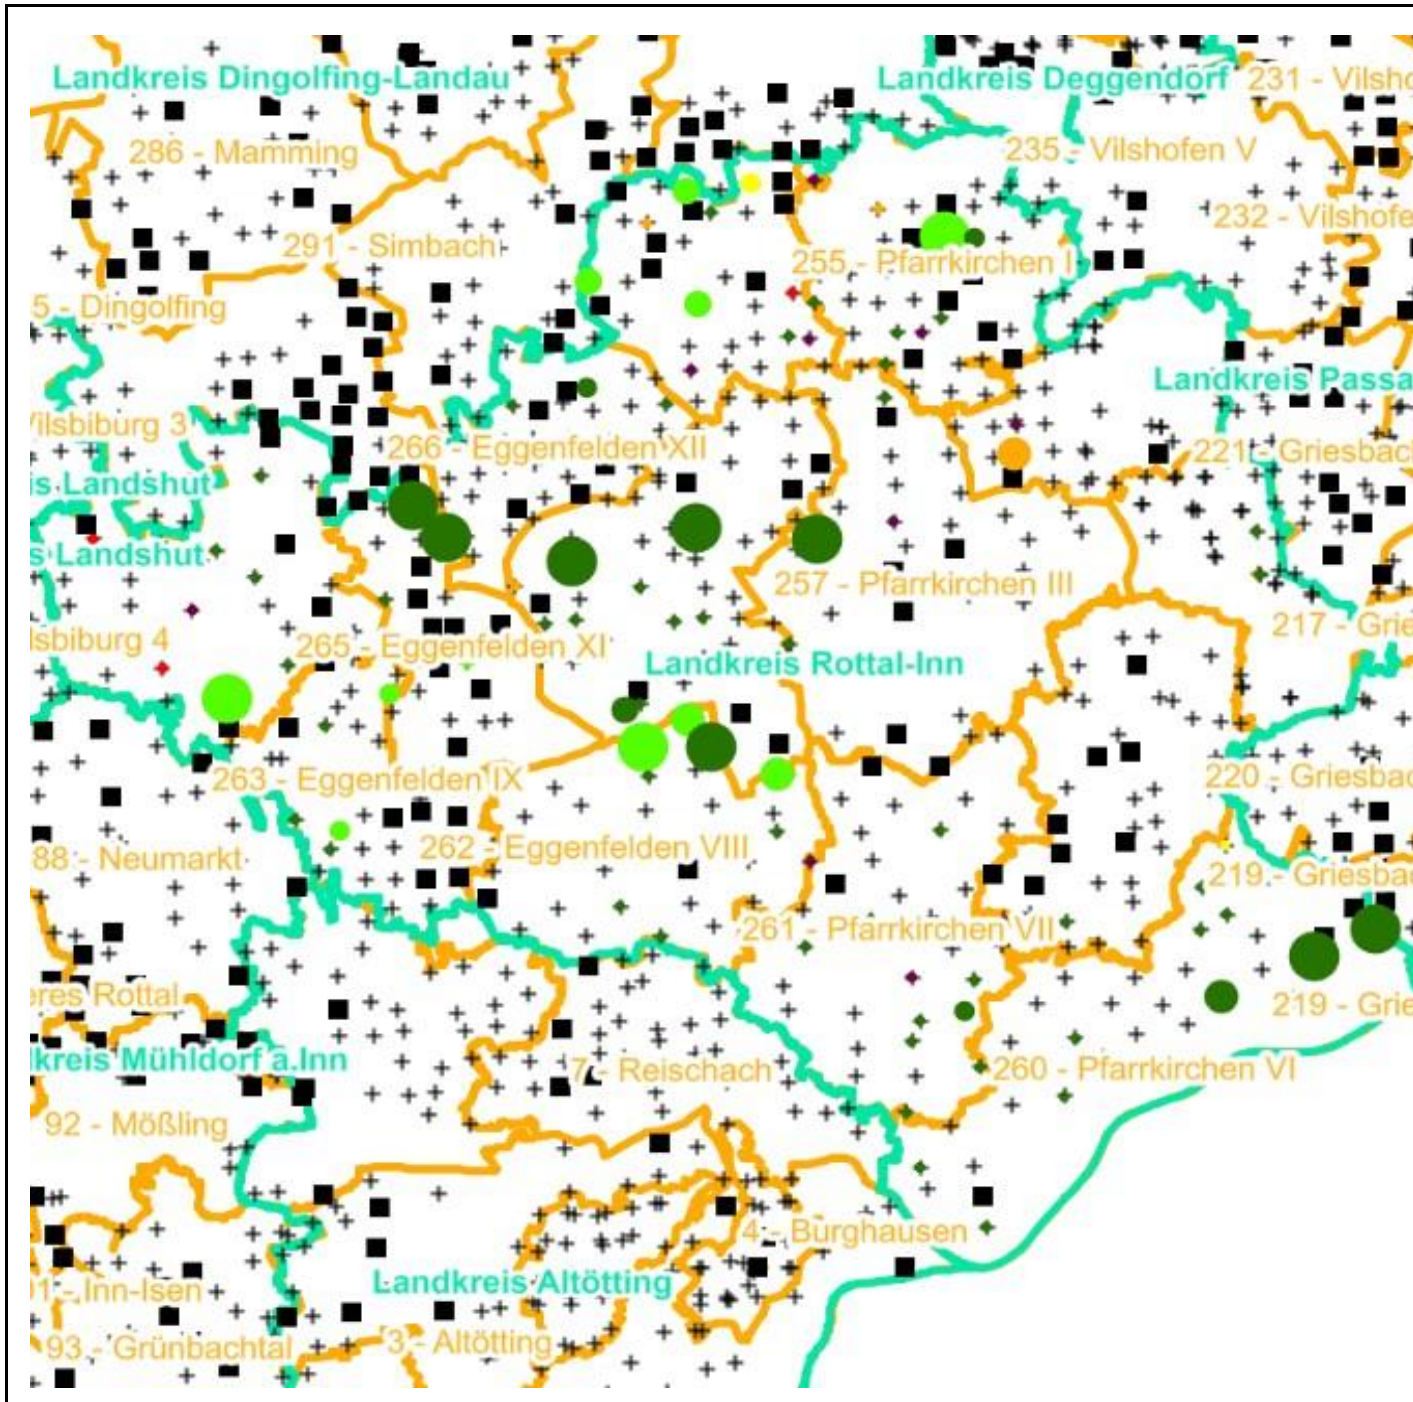 Landkreis Dingolfing-Landau
Landkreis Deggendorf
231 - Vilsho
286 - Mamming
235 - Vilshofen V
232 - Vilshofe
291 - Simbach
255 - Pfarrkirchen I
5 - Dingolfing
Landkreis Passa
Vilsbiburg 3
266 - Eggenfelden XII
221 - Griesbach
is Landshut
s Landshut
257 - Pfarrkirchen III
217 - Grie
lsbiburg 4
265 - Eggenfelden XI
Landkreis Rottal-Inn
263 - Eggenfelden IX
220 - Griesbac
88 - Neumarkt
262 - Eggenfelden VIII
219 - Griesbac
261 - Pfarrkirchen VII
eres Rottal
219 - Grie
lkreis Mühldorf a.Inn
7 - Reischach
260 - Pfarrkirchen VI
92 - Mößling
4 - Burghausen
1 - Inn-Isen
Landkreis Altötting
93 - Grünbachtal
3 - Altötting